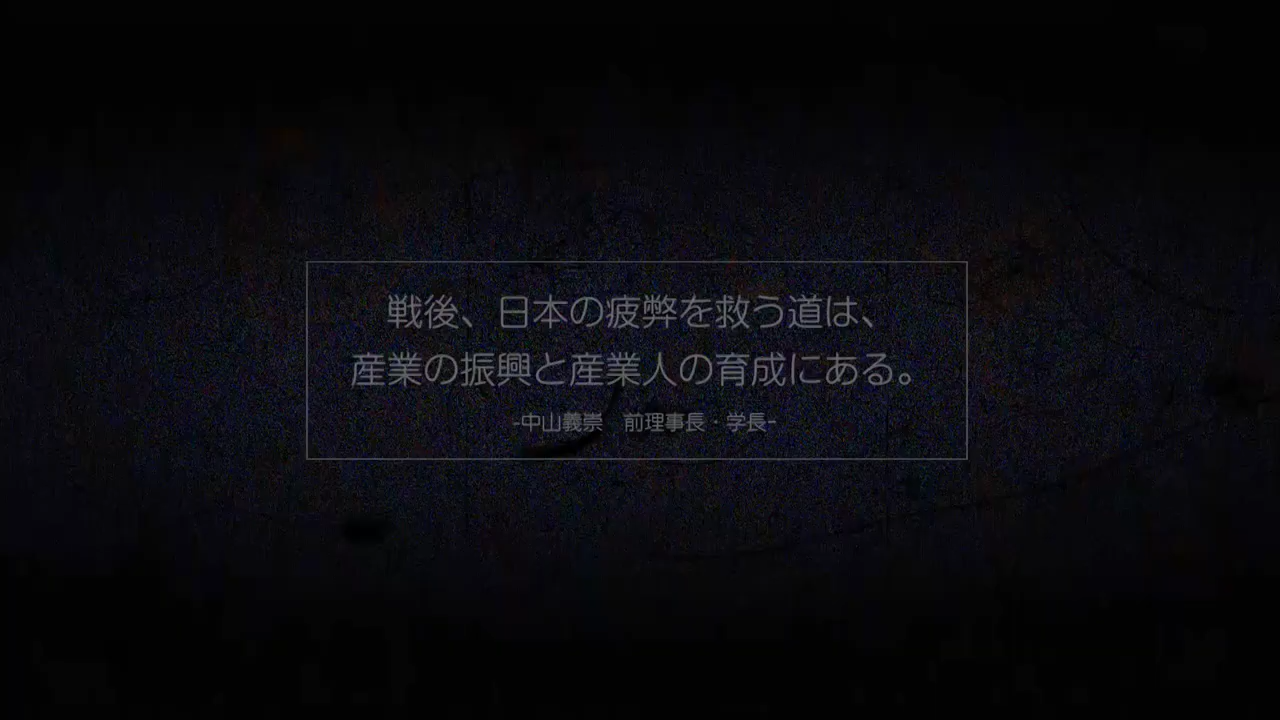 戦後、日本の疲弊を救う道は、
産業の振興と産業人の育成にある。
-中山義崇　前理事長・学長-